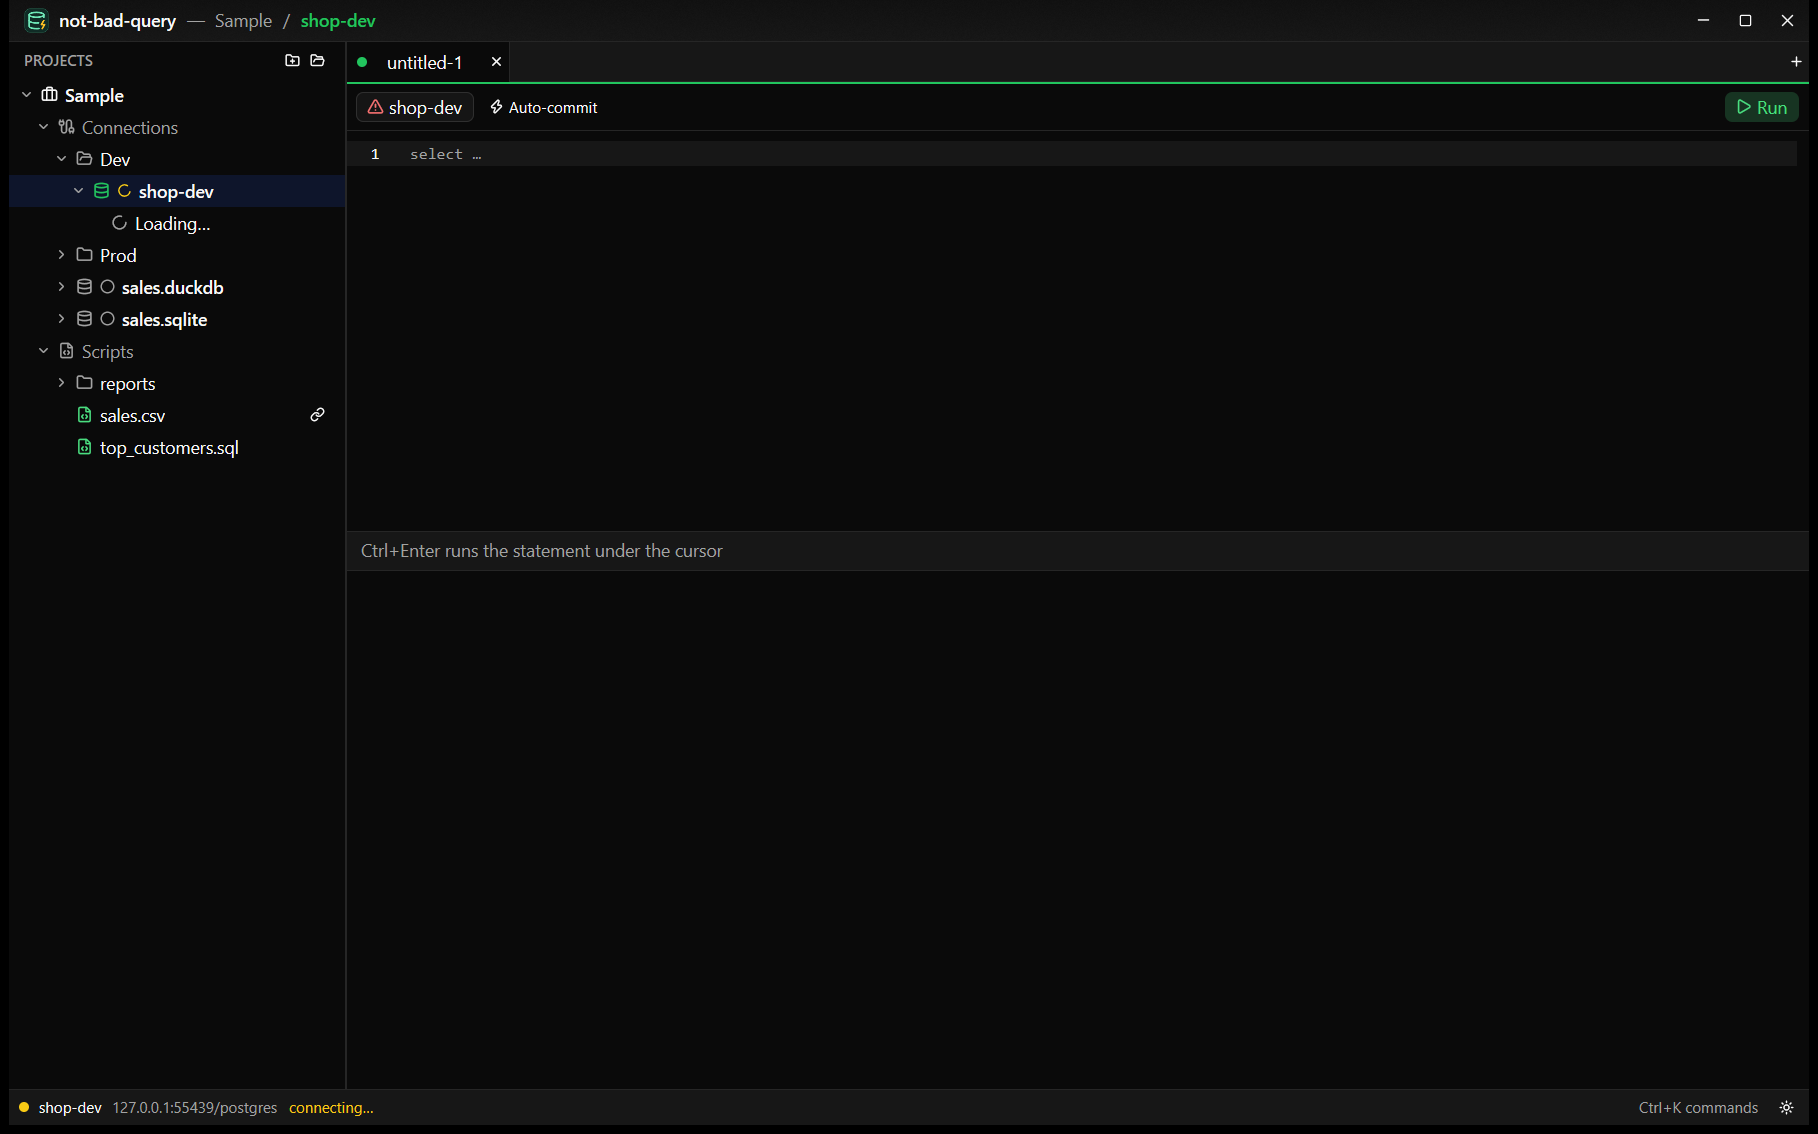 not-bad-query — Sample / shop-dev
PROJECTS
Sample
Connections
Dev
shop-dev
Loading...
Prod
sales.duckdb
sales.sqlite
Scripts
reports
sales.csv
top_customers.sql
untitled-1
shop-dev Auto-commit Run
1 select …
Ctrl+Enter runs the statement under the cursor
shop-dev 127.0.0.1:55439/postgres connecting... Ctrl+K commands